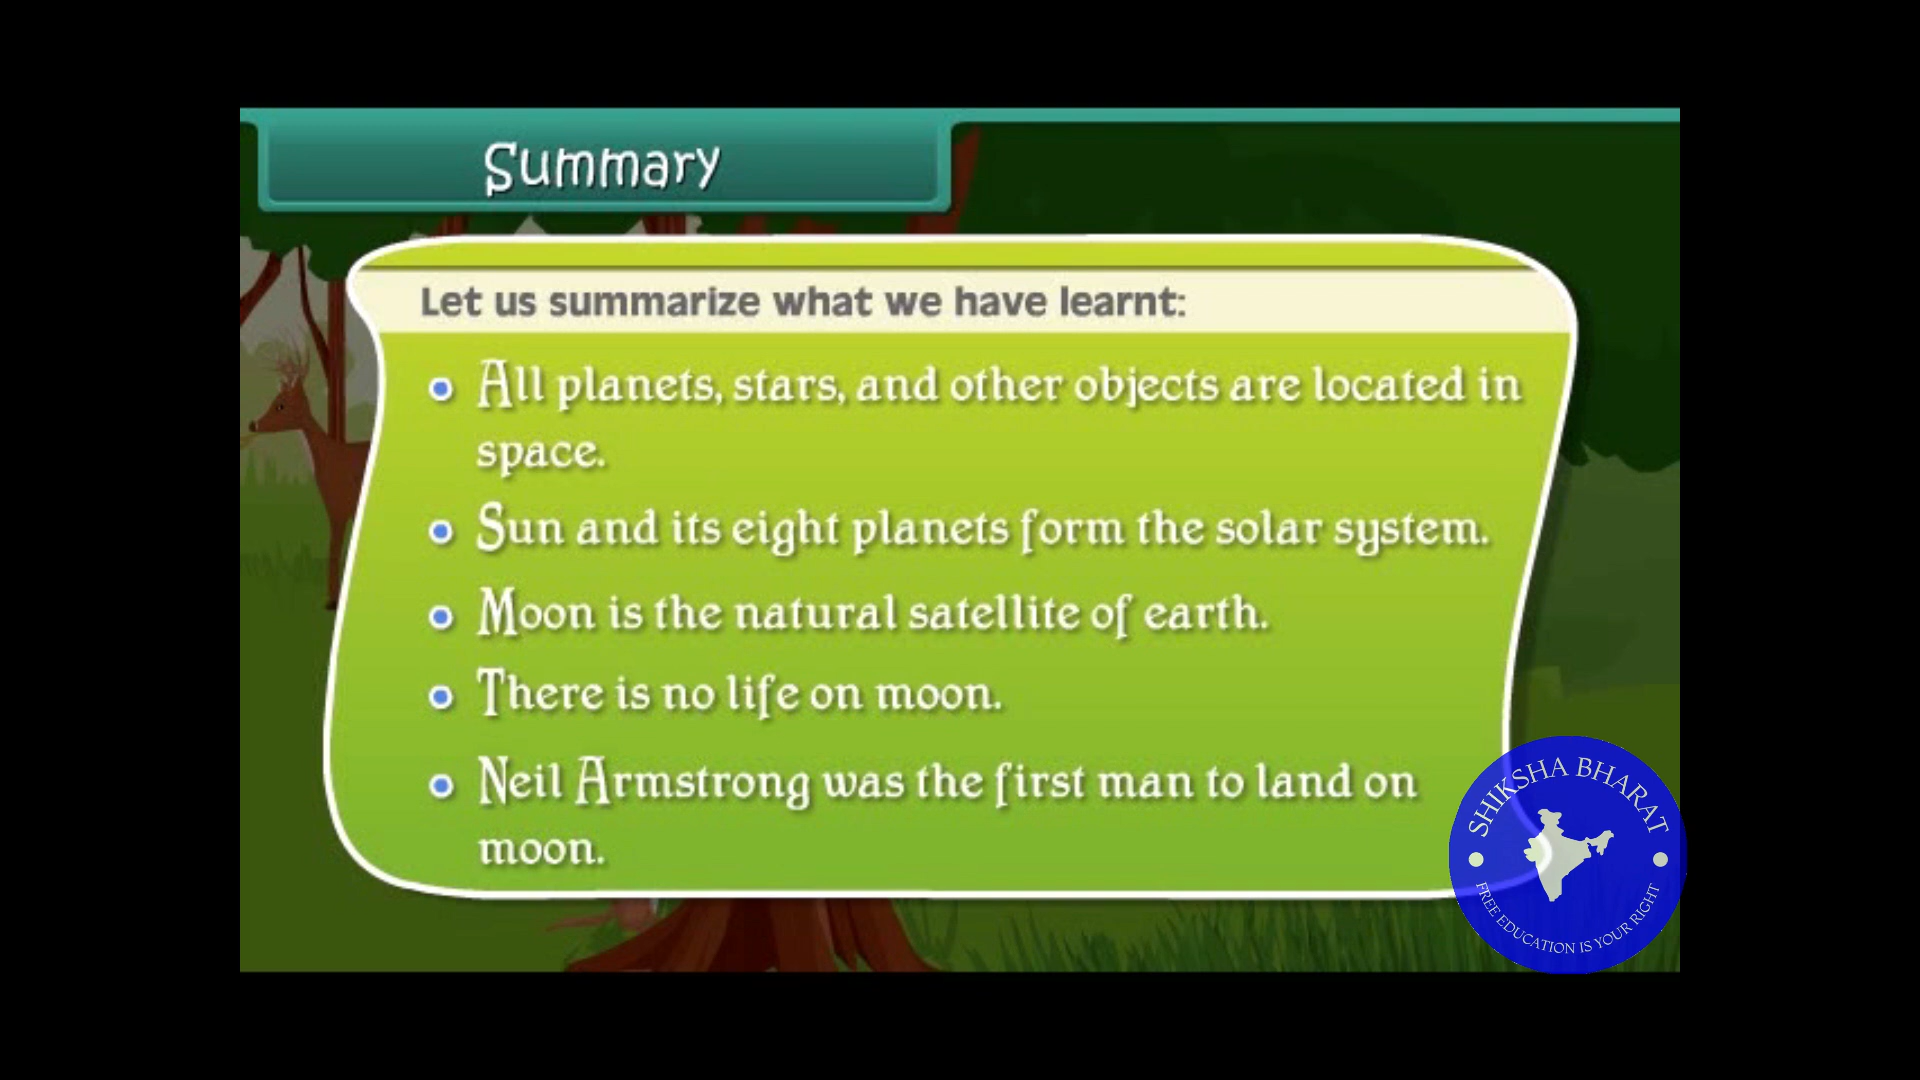 Summary
Let us summarize what we have learnt:
All planets, stars, and other objects are located in
space.
Sun and its eight planets form the solar system.
Moon is the natural satellite of earth.
There is no life on moon.
Neil Armstrong was the first man to land on
moon.
SHIKSHA BHARAT
FREE EDUCATION IS YOUR RIGHT